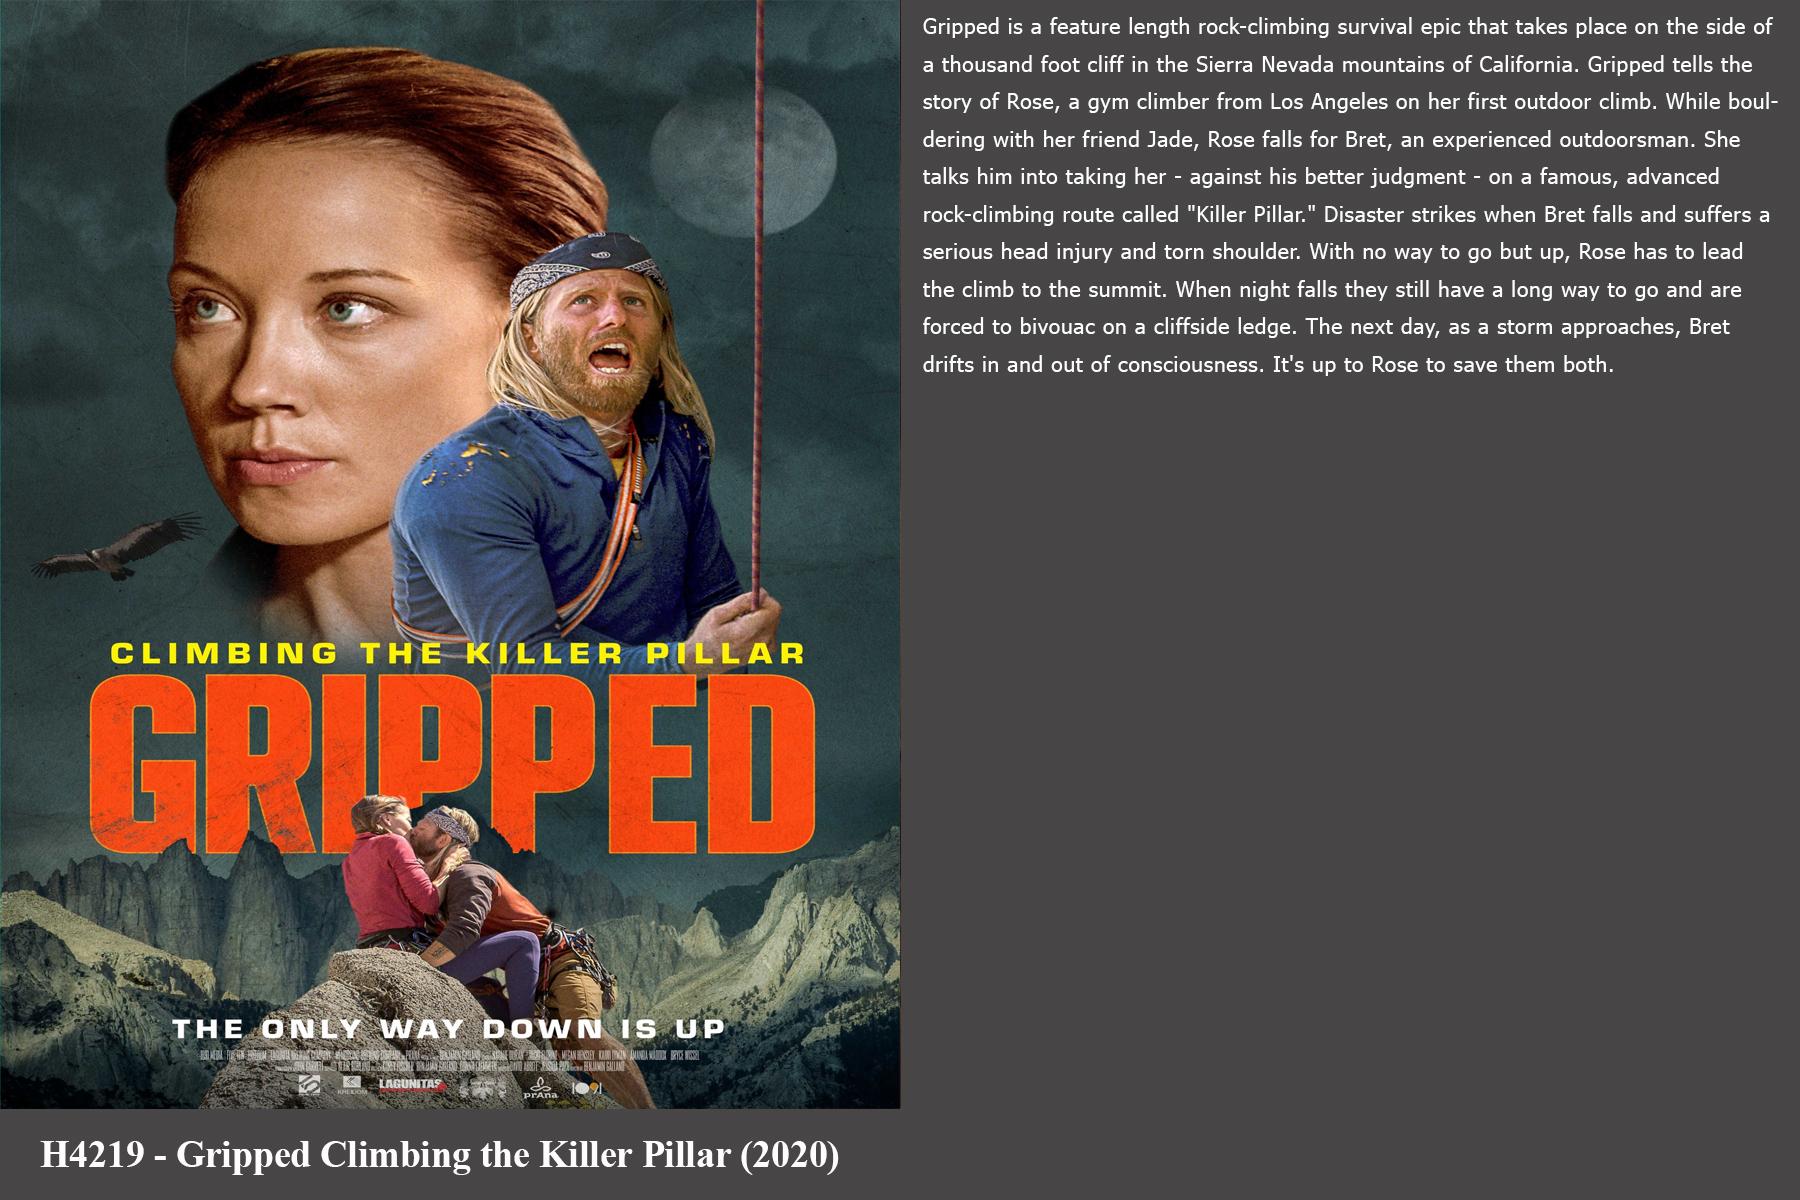 CLIMBING THE KILLER PILLAR
GRIPPED
THE ONLY WAY DOWN IS UP
LAGUNITAS
prAna
1091
H4219 - Gripped Climbing the Killer Pillar (2020)
Gripped is a feature length rock-climbing survival epic that takes place on the side of
a thousand foot cliff in the Sierra Nevada mountains of California. Gripped tells the
story of Rose, a gym climber from Los Angeles on her first outdoor climb. While boul-
dering with her friend Jade, Rose falls for Bret, an experienced outdoorsman. She
talks him into taking her - against his better judgment - on a famous, advanced
rock-climbing route called "Killer Pillar." Disaster strikes when Bret falls and suffers a
serious head injury and torn shoulder. With no way to go but up, Rose has to lead
the climb to the summit. When night falls they still have a long way to go and are
forced to bivouac on a cliffside ledge. The next day, as a storm approaches, Bret
drifts in and out of consciousness. It's up to Rose to save them both.